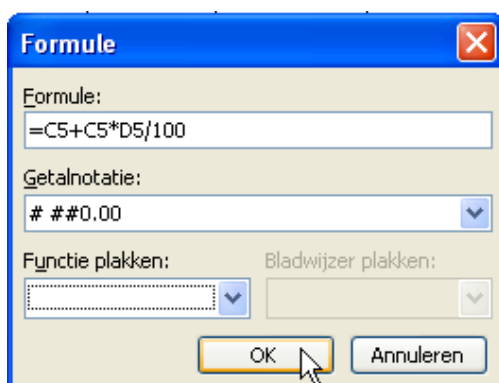 Formule
Formule:
=C5+C5*D5/100
Getalnotatie:
# ##0.00
Functie plakken: Bladwijzer plakken:
OK Annuleren